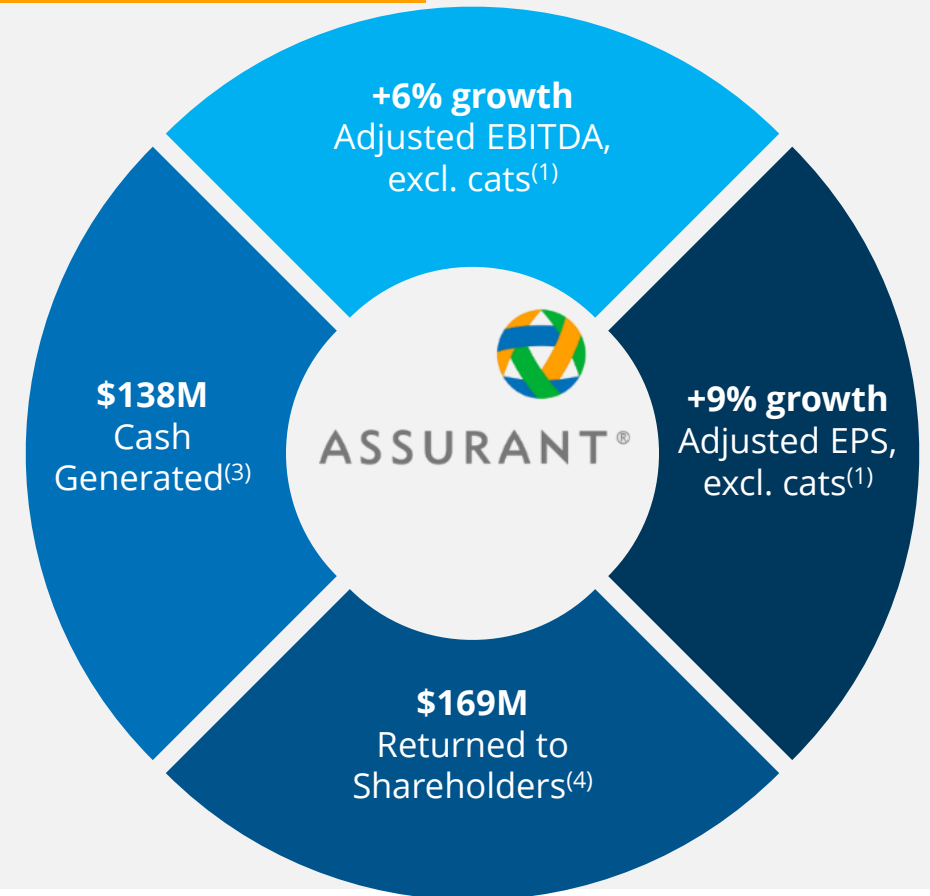 +6% growth
Adjusted EBITDA,
excl. cats(1)
$138M
Cash
Generated(3)
ASSURANT®
+9% growth
Adjusted EPS,
excl. cats(1)
$169M
Returned to
Shareholders(4)